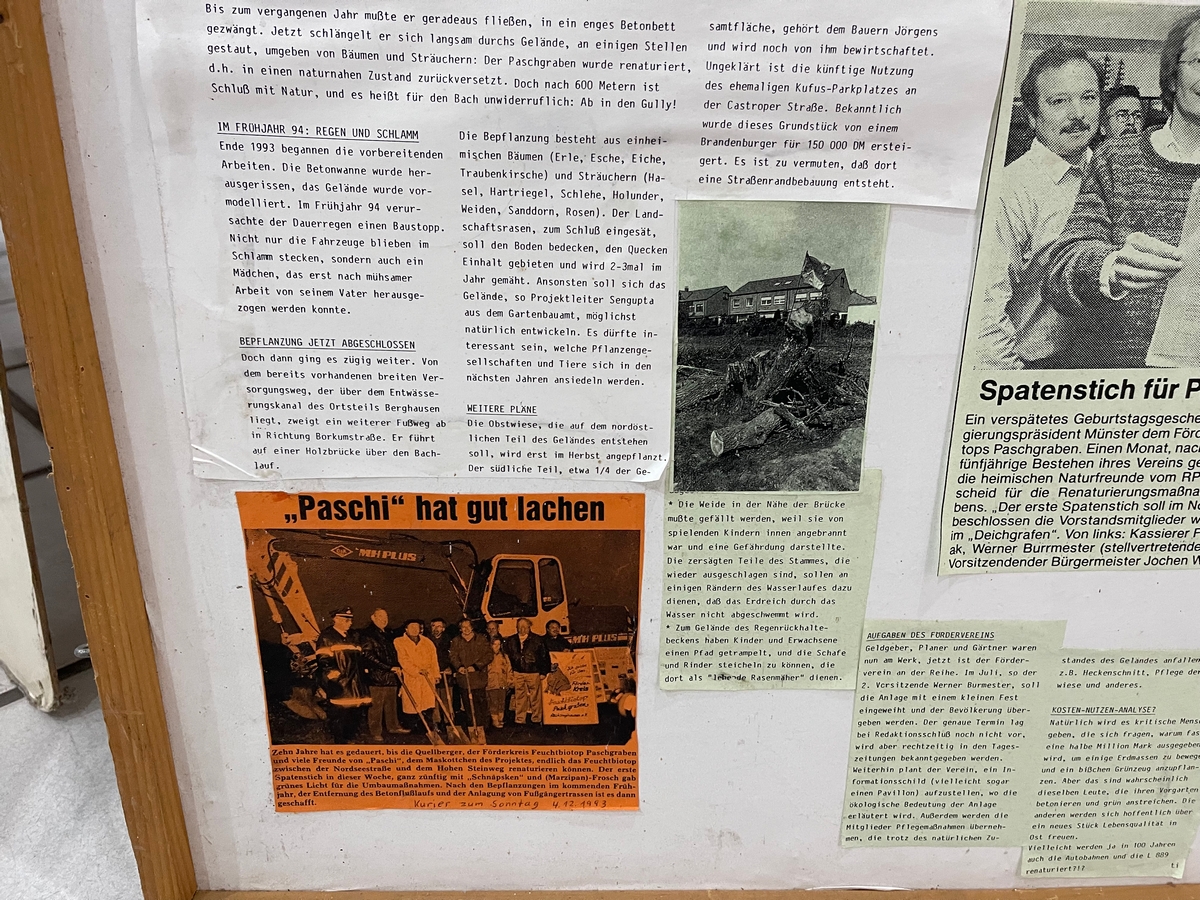 Bis zum vergangenen Jahr mußte er geradeaus fließen, in ein enges Betonbett
gezwängt. Jetzt schlängelt er sich langsam durchs Gelände, an einigen Stellen
gestaut, umgeben von Bäumen und Sträuchern: Der Paschgraben wurde renaturiert,
d.h. in einen naturnahen Zustand zurückversetzt. Doch nach 600 Metern ist
Schluß mit Natur, und es heißt für den Bach unwiderruflich: Ab in den Gully!
IM FRÜHJAHR 94: REGEN UND SCHLAMM
Ende 1993 begannen die vorbereitenden
Arbeiten. Die Betonwanne wurde her-
ausgerissen, das Gelände wurde vor-
modelliert. Im Frühjahr 94 verur-
sachte der Dauerregen einen Baustopp.
Nicht nur die Fahrzeuge blieben im
Schlamm stecken, sondern auch ein
Mädchen, das erst nach mühsamer
Arbeit von seinem Vater herausge-
zogen werden konnte.
BEPFLANZUNG JETZT ABGESCHLOSSEN
Doch dann ging es zügig weiter. Von
dem bereits vorhandenen breiten Ver-
sorgungsweg, der über dem Entwässe-
rungskanal des Ortsteils Berghausen
liegt, zweigt ein weiterer Fußweg ab
in Richtung Borkumstraße. Er führt
auf einer Holzbrücke über den Bach-
lauf.
Die Bepflanzung besteht aus einhei-
mischen Bäumen (Erle, Esche, Eiche,
Traubenkirsche) und Sträuchern (Ha-
sel, Hartriegel, Schlehe, Holunder,
Weiden, Sanddorn, Rosen). Der Land-
schaftsrasen, zum Schluß eingesät,
soll den Boden bedecken, den Quecken
Einhalt gebieten und wird 2-3mal im
Jahr gemäht. Ansonsten soll sich das
Gelände, so Projektleiter Sengupta
aus dem Gartenbauamt, möglichst
natürlich entwickeln. Es dürfte in-
teressant sein, welche Pflanzenge-
sellschaften und Tiere sich in den
nächsten Jahren ansiedeln werden.
WEITERE PLÄNE
Die Obstwiese, die auf dem nordöst-
lichen Teil des Geländes entstehen
soll, wird erst im Herbst angepflanzt.
Der südliche Teil, etwa 1/4 der Ge-
samtfläche, gehört dem Bauern Jörgens
und wird noch von ihm bewirtschaftet.
Ungeklärt ist die künftige Nutzung
des ehemaligen Kufus-Parkplatzes an
der Castroper Straße. Bekanntlich
wurde dieses Grundstück von einem
Brandenburger für 150 000 DM erstei-
gert. Es ist zu vermuten, daß dort
eine Straßenrandbebauung entsteht.
„Paschi“ hat gut lachen
MH PLUS
MH PLUS
Zehn Jahre hat es gedauert, bis die Quellberger, der Förderkreis Feuchtbiotop Paschgraben
und viele Freunde von „Paschi“, dem Maskottchen des Projektes, endlich das Feuchtbiotop
zwischen der Nordseestraße und dem Hohen Steinweg renaturieren können. Der erste
Spatenstich in dieser Woche, ganz zünftig mit „Schnäpsken“ und (Marzipan)-Frosch gab
grünes Licht für die Umbaumaßnahmen. Nach den Bepflanzungen im kommenden Früh-
jahr, der Entfernung des Betonflußlaufs und der Anlagung von Fußgängertrassen ist es dann
geschafft.
Kurier zum Sonntag 4.12.1993
* Die Weide in der Nähe der Brücke
mußte gefällt werden, weil sie von
spielenden Kindern innen angebrannt
war und eine Gefährdung darstellte.
Die zersägten Teile des Stammes, die
wieder ausgeschlagen sind, sollen an
einigen Rändern des Wasserlaufes dazu
dienen, daß das Erdreich durch das
Wasser nicht abgeschwemmt wird.
* Zum Gelände des Regenrückhalte-
beckens haben Kinder und Erwachsene
einen Pfad getrampelt, und die Schafe
und Rinder steicheln zu können, die
dort als "lebende Rasenmäher" dienen.
Spatenstich für P
Ein verspätetes Geburtstagsgesche
gierungspräsident Münster dem Förd
tops Paschgraben. Einen Monat, nac
fünfjährige Bestehen ihres Vereins ge
die heimischen Naturfreunde vom RP
scheid für die Renaturierungsmaßna
bens. „Der erste Spatenstich soll im No
beschlossen die Vorstandsmitglieder w
im „Deichgrafen“. Von links: Kassierer F
ak, Werner Burrmester (stellvertretende
Vorsitzender Bürgermeister Jochen W
AUFGABEN DES FÖRDERVEREINS
Geldgeber, Planer und Gärtner waren
nun am Werk, jetzt ist der Förder-
verein an der Reihe. Im Juli, so der
2. Vorsitzende Werner Burmester, soll
die Anlage mit einem kleinen Fest
eingeweiht und der Bevölkerung über-
geben werden. Der genaue Termin lag
bei Redaktionsschluß noch nicht vor,
wird aber rechtzeitig in den Tages-
zeitungen bekanntgegeben werden.
Weiterhin plant der Verein, ein In-
formationsschild (vielleicht sogar
einen Pavillon) aufzustellen, wo die
ökologische Bedeutung der Anlage
erläutert wird. Außerdem werden die
Mitglieder Pflegemaßnahmen überneh-
men, die trotz des natürlichen Zu-
standes des Geländes anfallen
z.B. Heckenschnitt, Pflege der
wiese und anderes.
KOSTEN-NUTZEN-ANALYSE?
Natürlich wird es kritische Mensc
geben, die sich fragen, warum fas
eine halbe Million Mark ausgegeben
wird, um einige Erdmassen zu bewege
und ein bißchen Grünzeug anzupflan-
zen. Aber das sind wahrscheinlich
dieselben Leute, die ihren Vorgarten
betonieren und grün anstreichen. Die
anderen werden sich hoffentlich über
ein neues Stück Lebensqualität in
Ost freuen.
Vielleicht werden ja in 100 Jahren
auch die Autobahnen und die L 889
renaturiert?!? ti